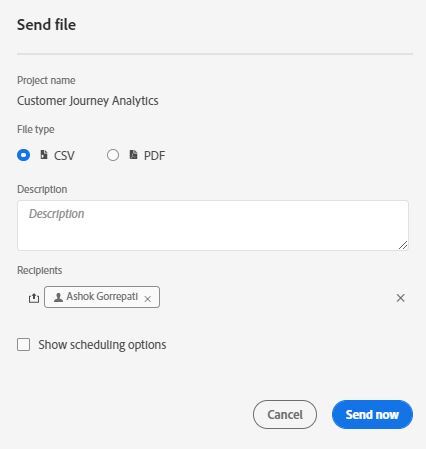 Send file
Project name
Customer Journey Analytics
File type
CSV PDF
Description
Description
Recipients
Ashok Gorrepati
Show scheduling options
Cancel Send now